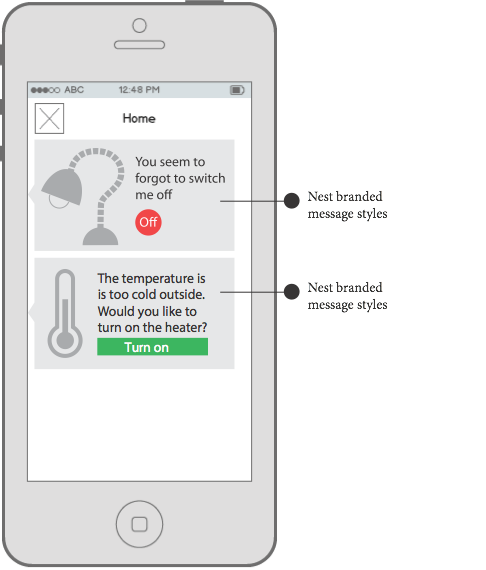 ABC 12:48 PM
Home
You seem to
forgot to switch
me off
Off
Nest branded
message styles
The temperature is
is too cold outside.
Would you like to
turn on the heater?
Turn on
Nest branded
message styles